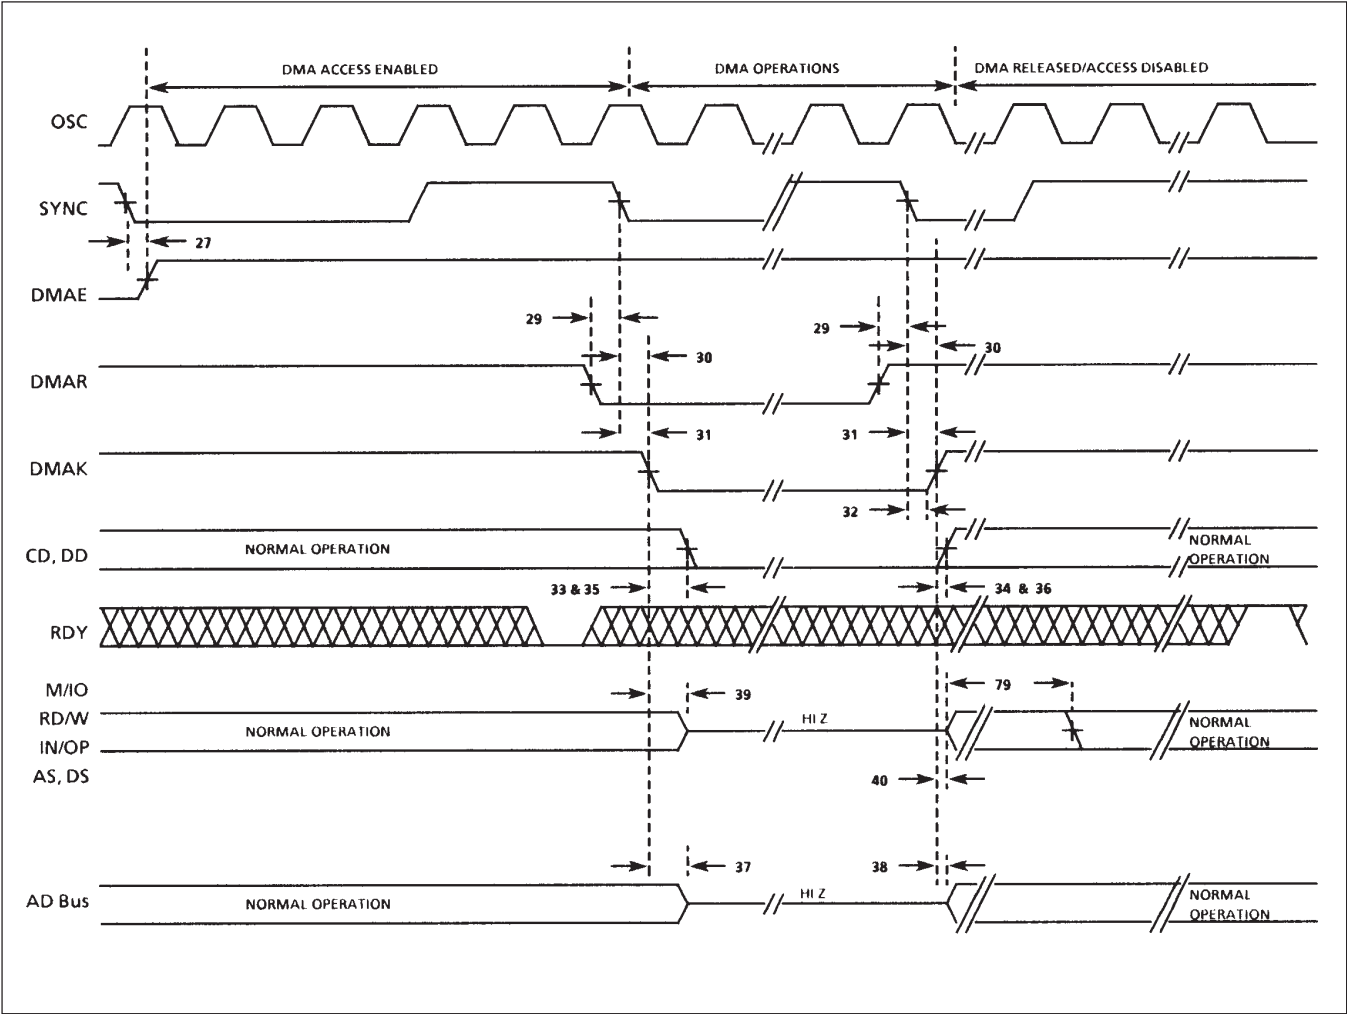 DMA ACCESS ENABLED
DMA OPERATIONS
DMA RELEASED/ACCESS DISABLED
OSC
SYNC
27
DMAE
29
29
30
30
DMAR
31
31
DMAK
32
CD, DD
NORMAL OPERATION
NORMAL
OPERATION
33 & 35
34 & 36
RDY
M/IO
39
79
RD/W
NORMAL OPERATION
HI Z
NORMAL
OPERATION
IN/OP
AS, DS
40
37
38
AD Bus
NORMAL OPERATION
HI Z
NORMAL
OPERATION